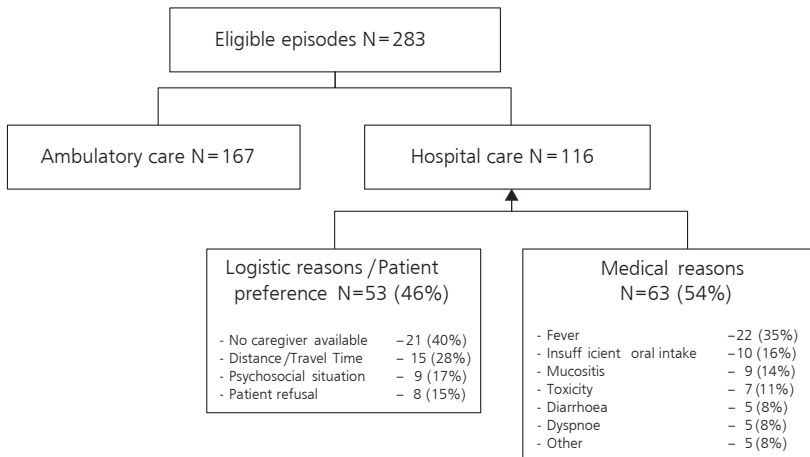 Eligible episodes N=283
Ambulatory care N=167
Hospital care N=116
Logistic reasons/Patient
preference N=53 (46%)
- No caregiver available –21 (40%)
- Distance/Travel Time – 15 (28%)
- Psychosocial situation – 9 (17%)
- Patient refusal – 8 (15%)
Medical reasons
N=63 (54%)
- Fever –22 (35%)
- Insuff icient oral intake –10 (16%)
- Mucositis – 9 (14%)
- Toxicity – 7 (11%)
- Diarrhoea – 5 (8%)
- Dyspnoe – 5 (8%)
- Other – 5 (8%)